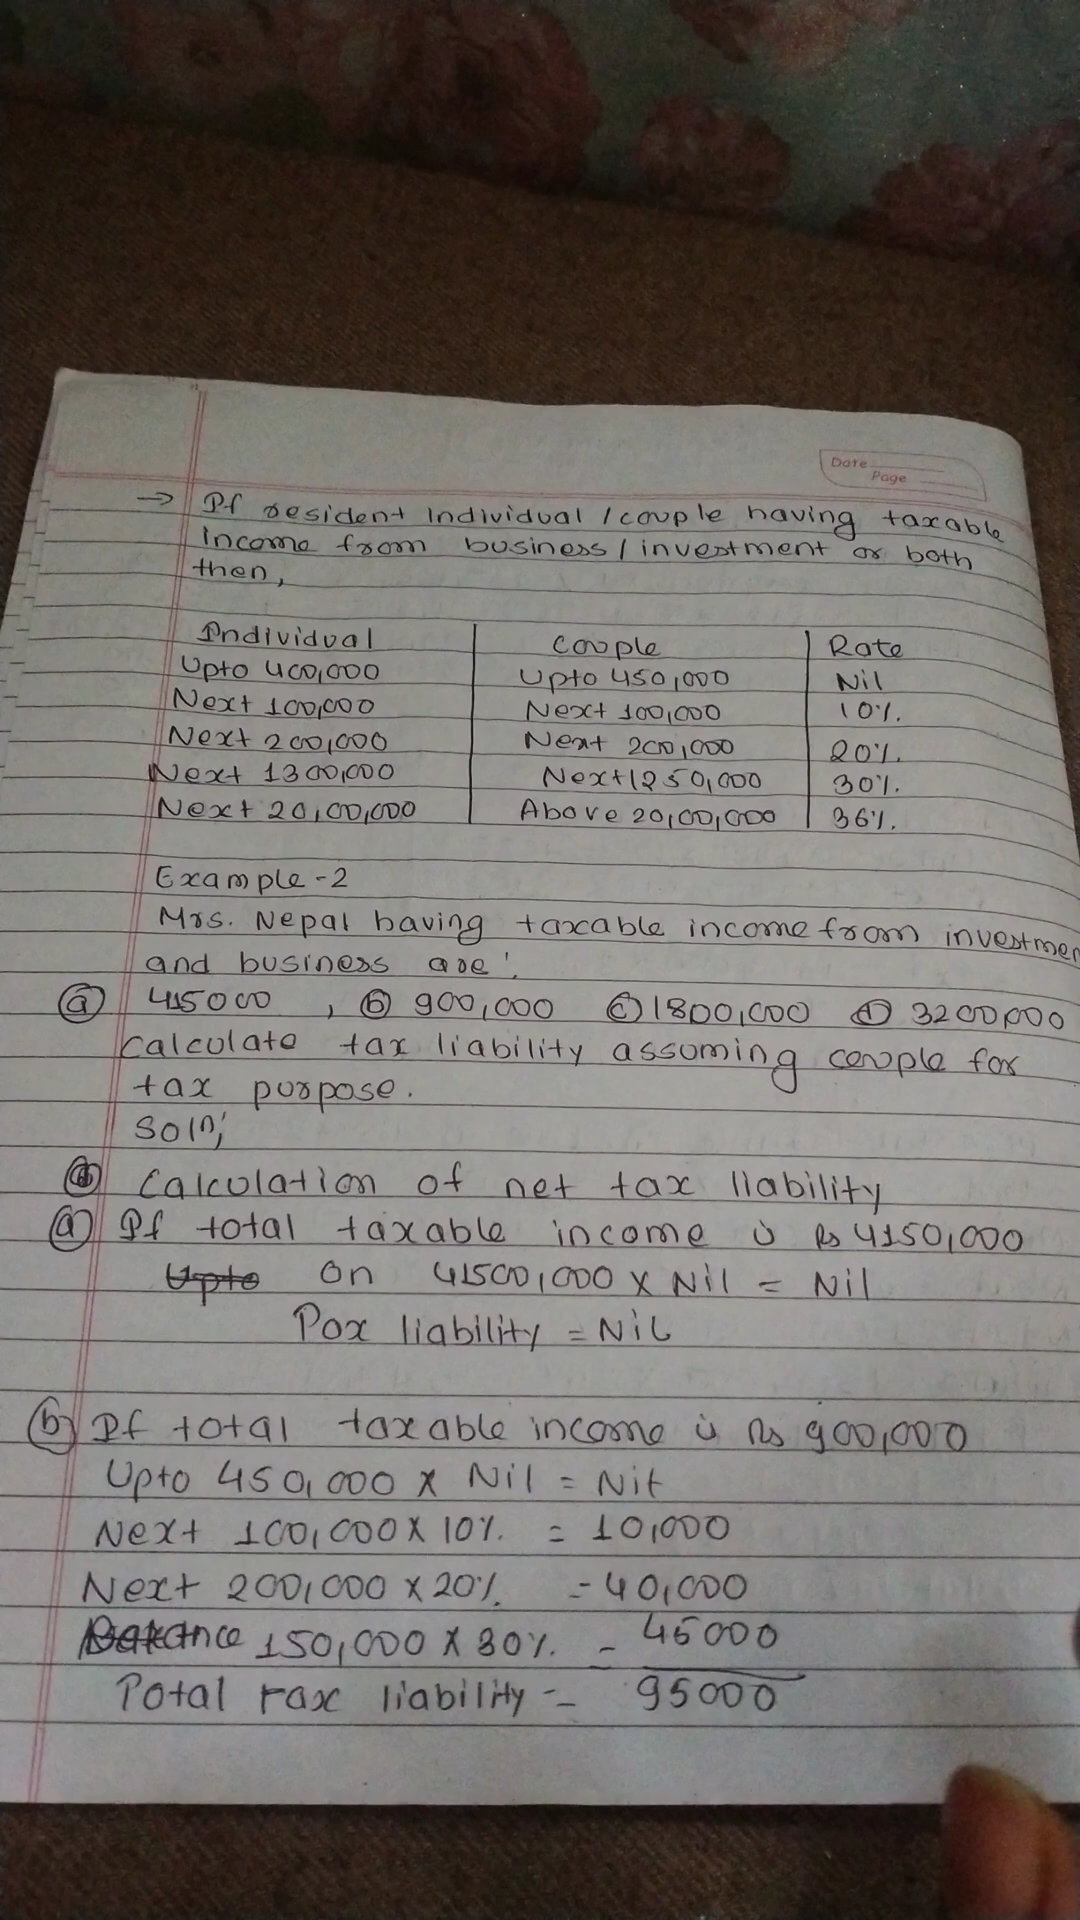 Date
Page
→ If resident individual / couple having taxable
income from business / investment or both
then,
Individual | Couple | Rate
Upto 400,000 | Upto 450,000 | Nil
Next 100,000 | Next 100,000 | 10%.
Next 200,000 | Next 200,000 | 20%.
Next 1300,000 | Next 1250,000 | 30%.
Next 20,00,000 | Above 20,00,000 | 36%.
Example-2
Mrs. Nepal having taxable income from investmen
and business are:
(a) 415000 , (b) 900,000 (c) 1800,000 (d) 3200,000
Calculate tax liability assuming couple for
tax purpose.
Soln;
Calculation of net tax liability
(a) If total taxable income is Rs 4150,000
Upto on 41500,000 x Nil = Nil
Tax liability = Nil
(b) If total taxable income is Rs 900,000
Upto 450,000 x Nil = Nil
Next 100,000 x 10%. = 10,000
Next 200,000 x 20%. = 40,000
Balance 150,000 x 30%. = 45000
Total Tax liability = 95000